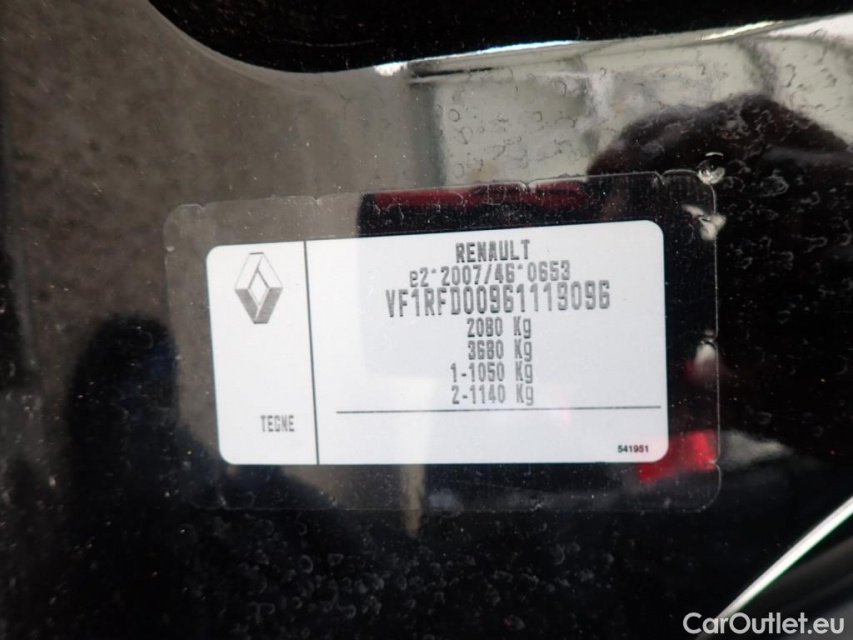 RENAULT
e2*2007/46*0653
VF1RFD00961119096
2080 Kg
3680 Kg
1-1050 Kg
2-1140 Kg
TEGNE
541951
CarOutlet.eu